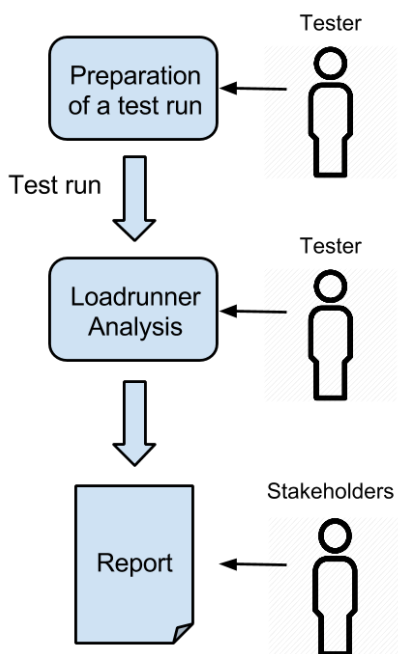 Tester
Preparation
of a test run
Test run
Tester
Loadrunner
Analysis
Stakeholders
Report